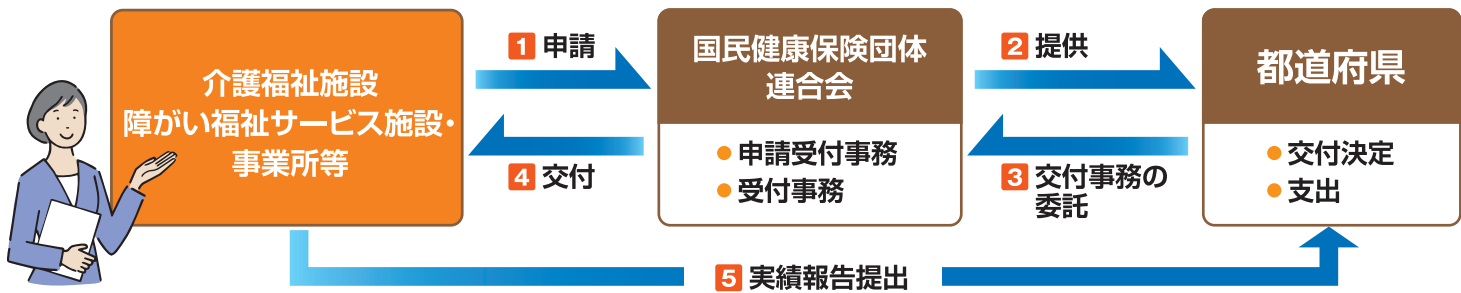 介護福祉施設
障がい福祉サービス施設・
事業所等
1 申請
国民健康保険団体
連合会
● 申請受付事務
● 受付事務
2 提供
都道府県
● 交付決定
● 支出
3 交付事務の
委託
4 交付
5 実績報告提出